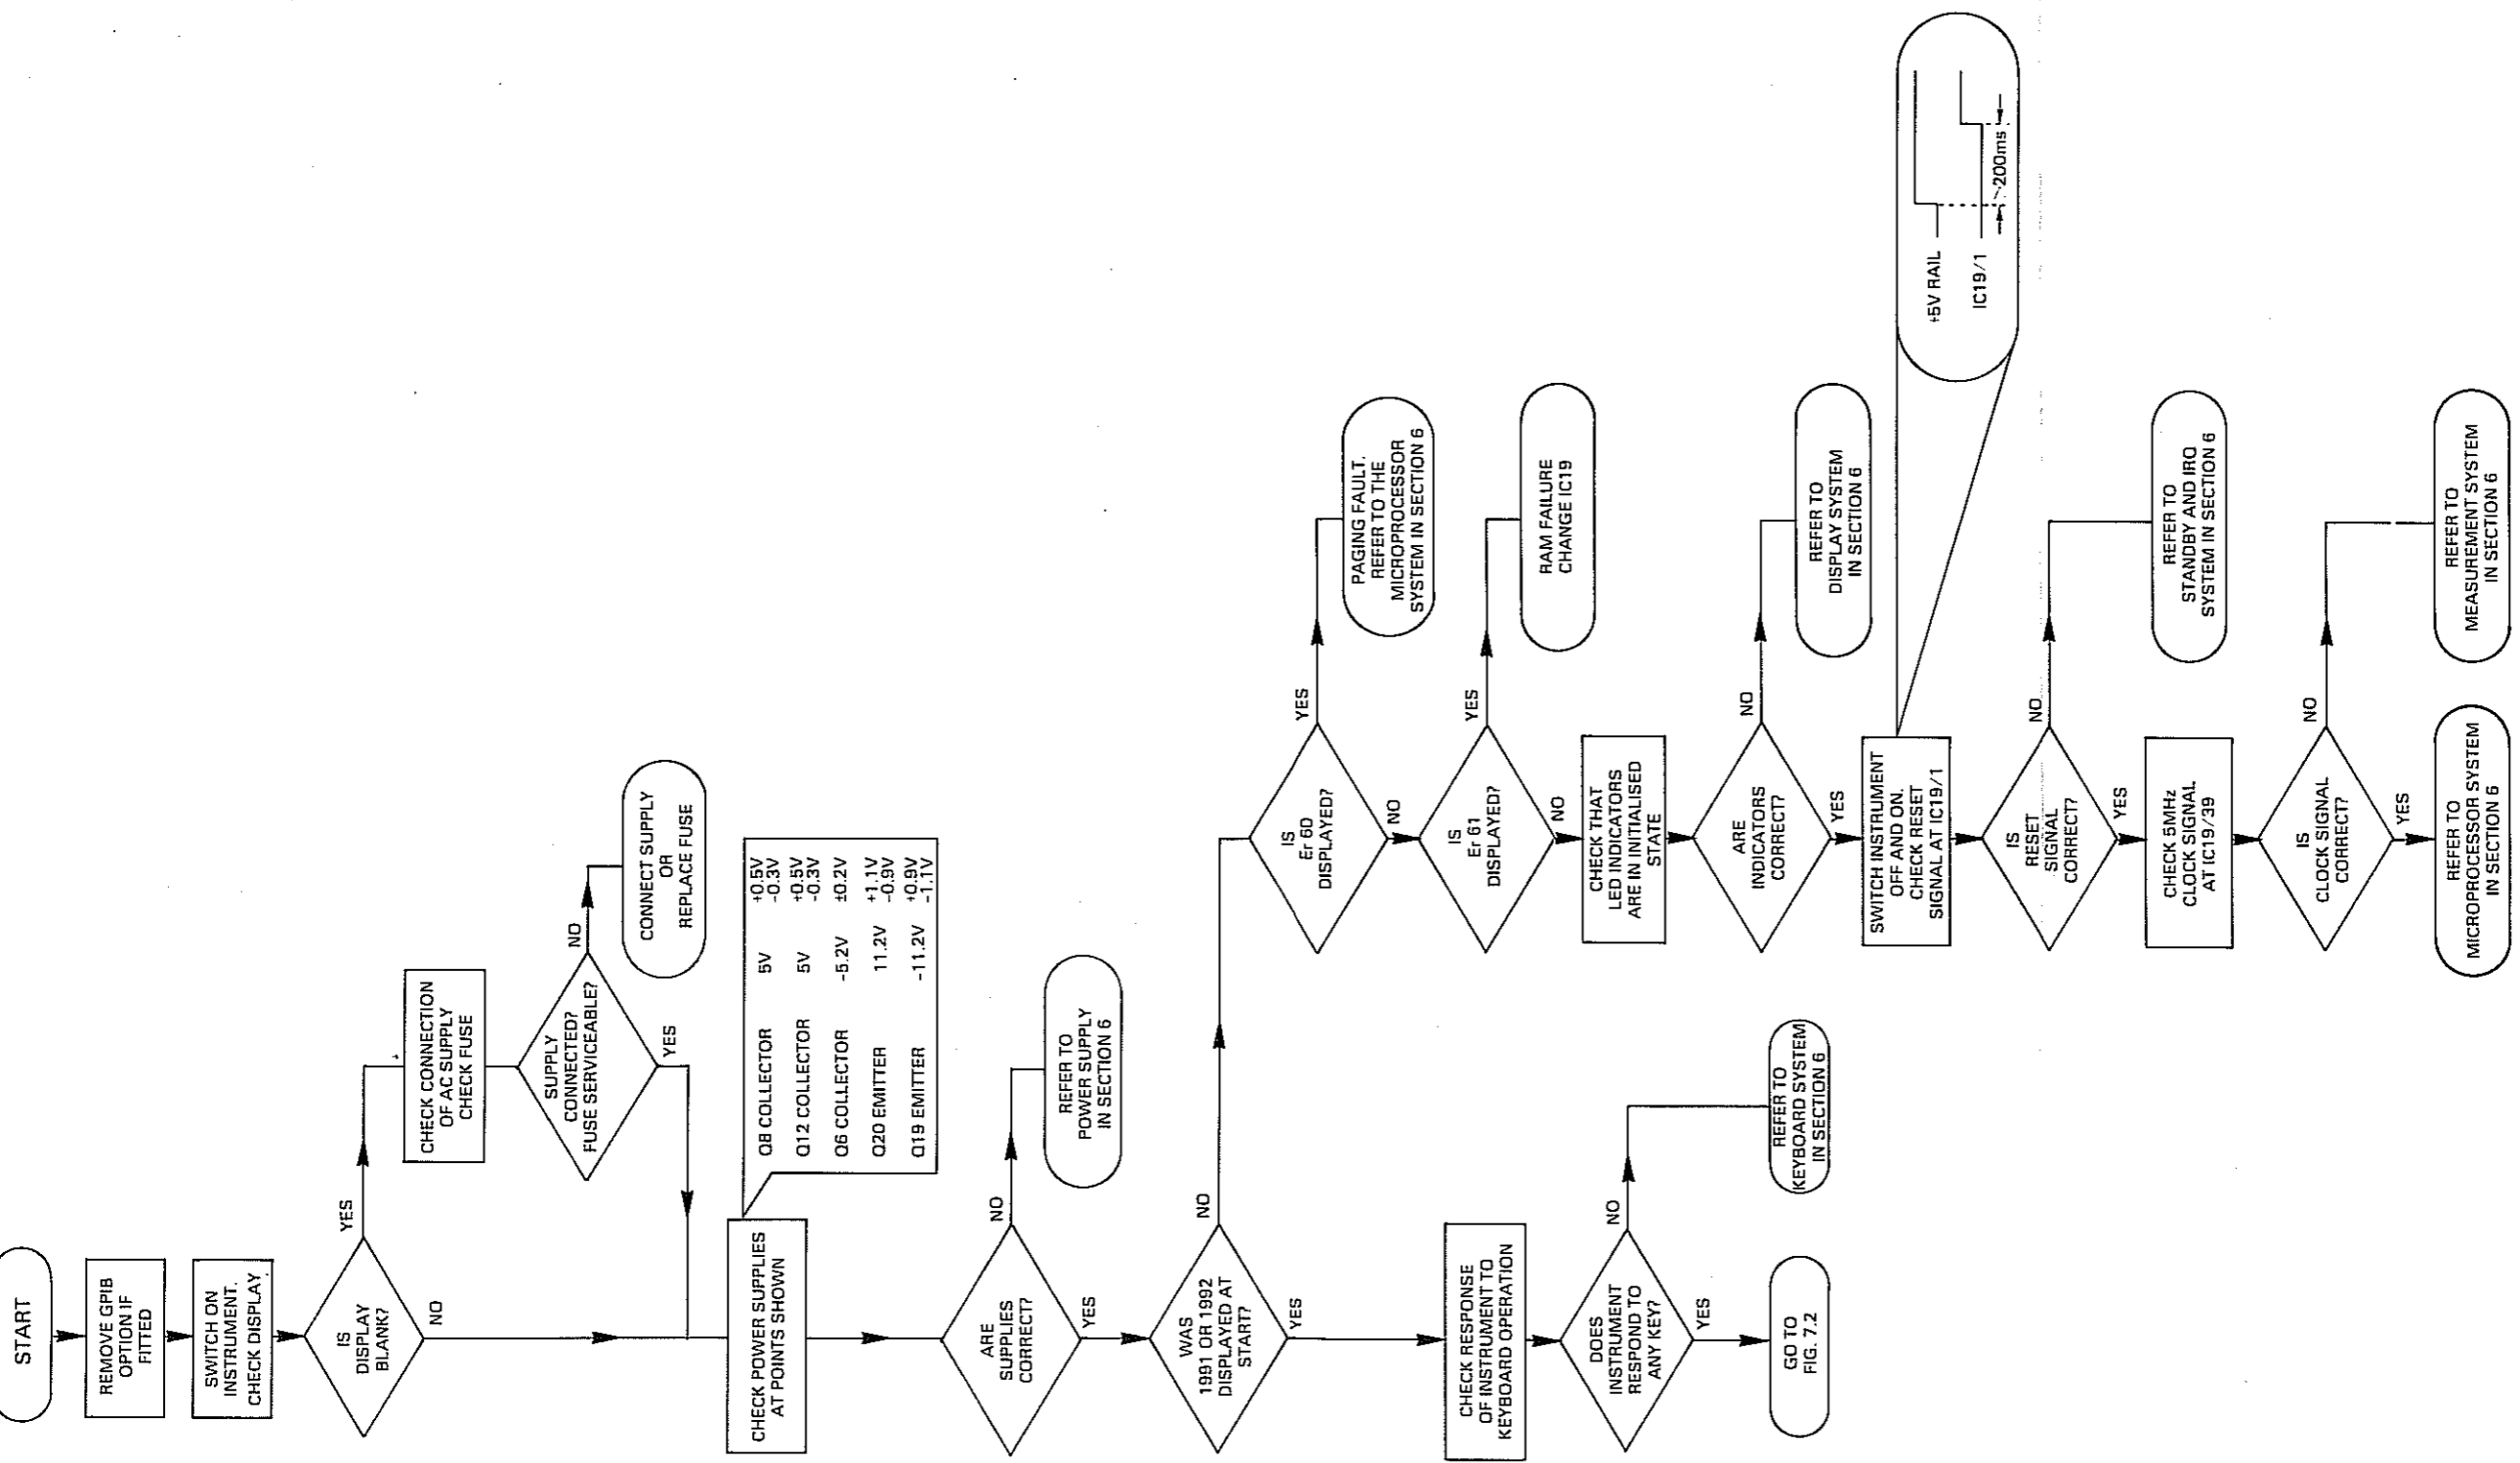 START
REMOVE GPIB
OPTION IF
FITTED
SWITCH ON
INSTRUMENT.
CHECK DISPLAY
IS
DISPLAY
BLANK?
YES
NO
CHECK CONNECTION
OF AC SUPPLY
CHECK FUSE
SUPPLY
CONNECTED?
FUSE SERVICEABLE?
NO
YES
CONNECT SUPPLY
OR
REPLACE FUSE
CHECK POWER SUPPLIES
AT POINTS SHOWN
Q8 COLLECTOR 5V +0.5V -0.3V
Q12 COLLECTOR 5V +0.5V -0.3V
Q6 COLLECTOR -5.2V ±0.2V
Q20 EMITTER 11.2V +1.1V -0.9V
Q19 EMITTER -11.2V +0.9V -1.1V
ARE
SUPPLIES
CORRECT?
NO
YES
REFER TO
POWER SUPPLY
IN SECTION 6
WAS
1991 OR 1992
DISPLAYED AT
START?
NO
YES
CHECK RESPONSE
OF INSTRUMENT TO
KEYBOARD OPERATION
DOES
INSTRUMENT
RESPOND TO
ANY KEY?
NO
YES
REFER TO
KEYBOARD SYSTEM
IN SECTION 6
GO TO
FIG. 7.2
IS
Er 60
DISPLAYED?
YES
NO
PAGING FAULT.
REFER TO THE
MICROPROCESSOR
SYSTEM IN SECTION 6
IS
Er 61
DISPLAYED?
YES
NO
RAM FAILURE
CHANGE IC19
CHECK THAT
LED INDICATORS
ARE IN INITIALISED
STATE
ARE
INDICATORS
CORRECT?
NO
YES
REFER TO
DISPLAY SYSTEM
IN SECTION 6
SWITCH INSTRUMENT
OFF AND ON.
CHECK RESET
SIGNAL AT IC19/1
+5V RAIL
IC19/1
~200ms
IS
RESET
SIGNAL
CORRECT?
NO
YES
REFER TO
STANDBY AND IRQ
SYSTEM IN SECTION 6
CHECK 5MHz
CLOCK SIGNAL
AT IC19/39
IS
CLOCK SIGNAL
CORRECT?
NO
YES
REFER TO
MEASUREMENT SYSTEM
IN SECTION 6
REFER TO
MICROPROCESSOR SYSTEM
IN SECTION 6